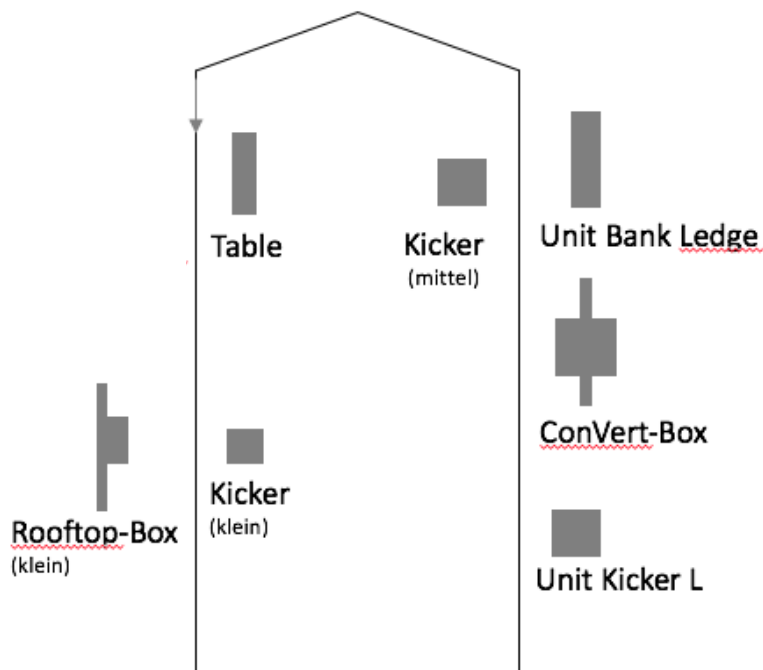 Table
Kicker
(mittel)
Unit Bank Ledge
ConVert-Box
Rooftop-Box
(klein)
Kicker
(klein)
Unit Kicker L